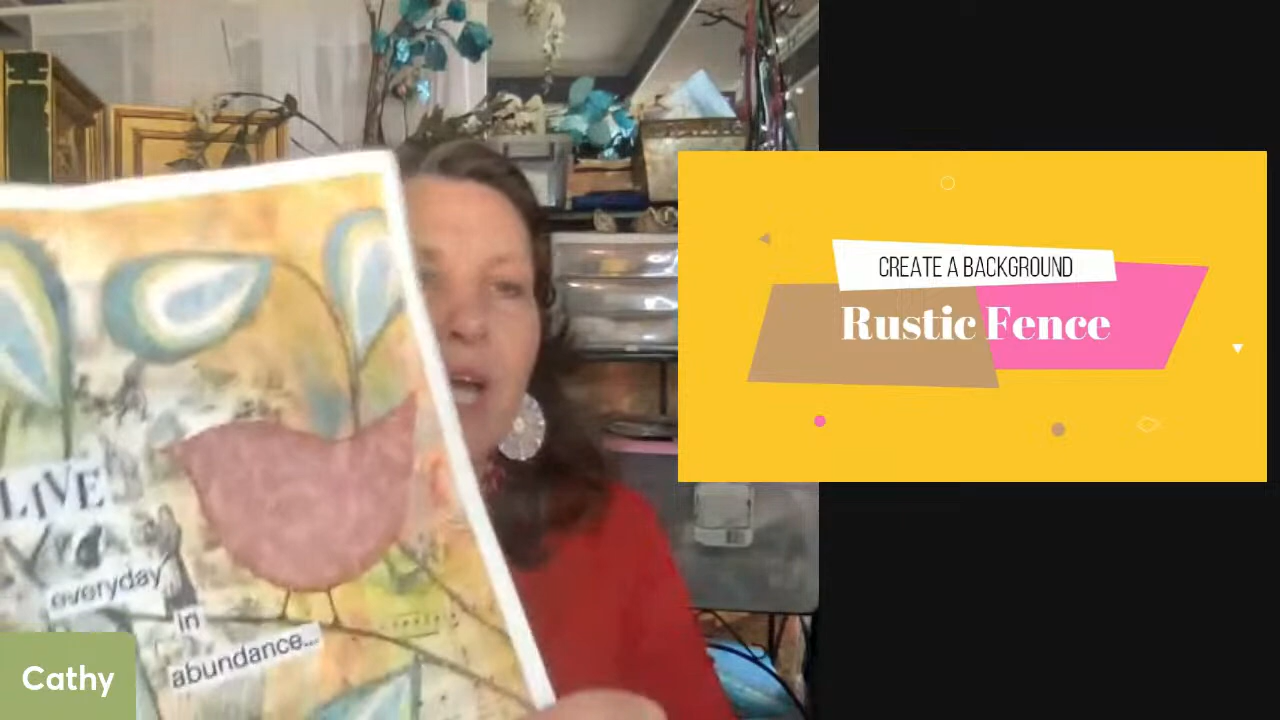 LIVE
everyday
in
abundance...
Cathy
CREATE A BACKGROUND
Rustic Fence